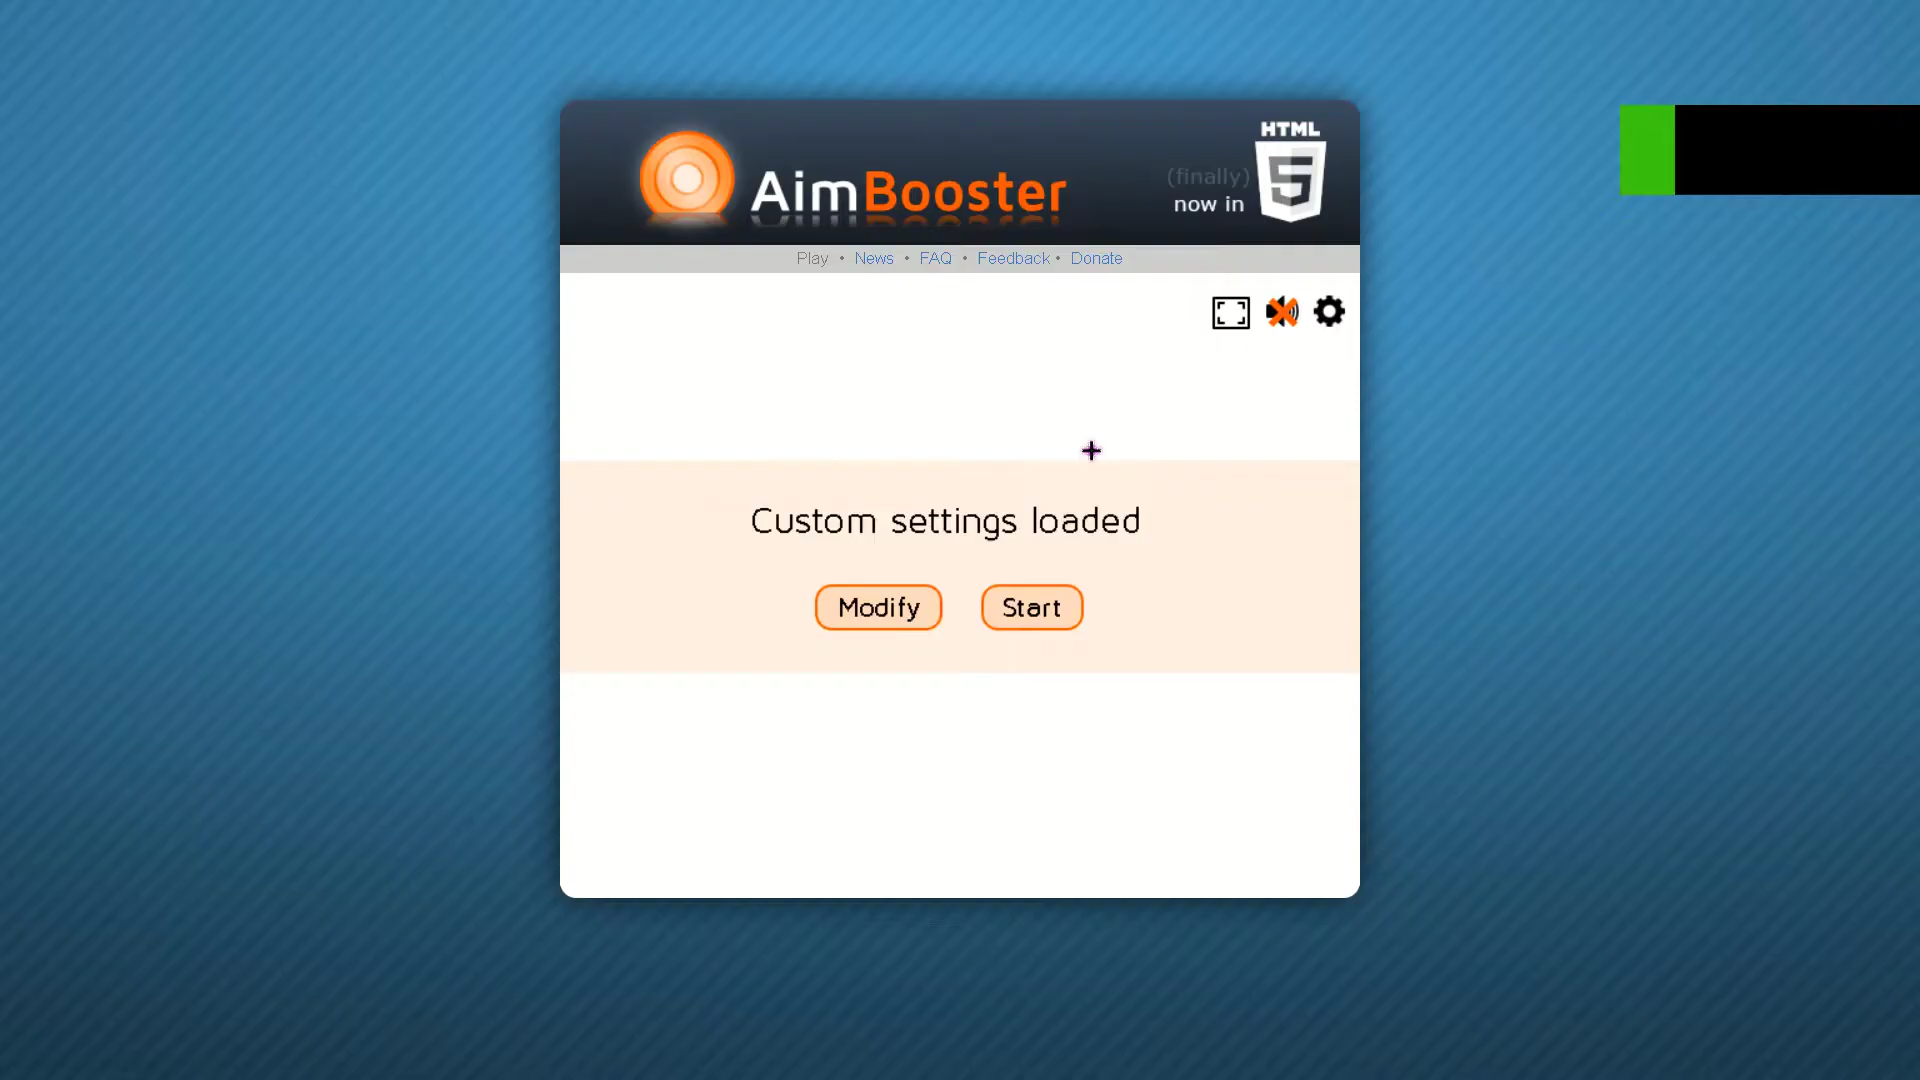 HTML
5
AimBooster
(finally)
now in
Play • News • FAQ • Feedback • Donate
Custom settings loaded
Modify
Start